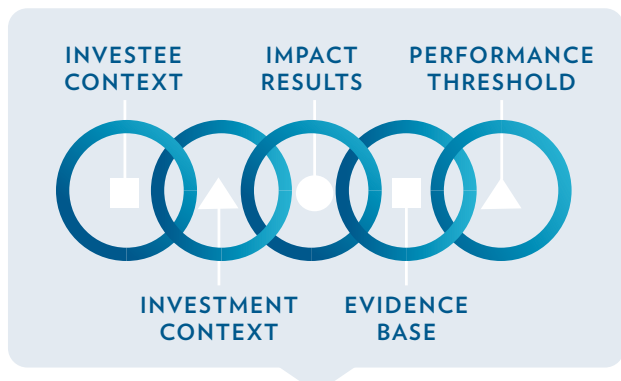 INVESTEE
CONTEXT
IMPACT
RESULTS
PERFORMANCE
THRESHOLD
INVESTMENT
CONTEXT
EVIDENCE
BASE